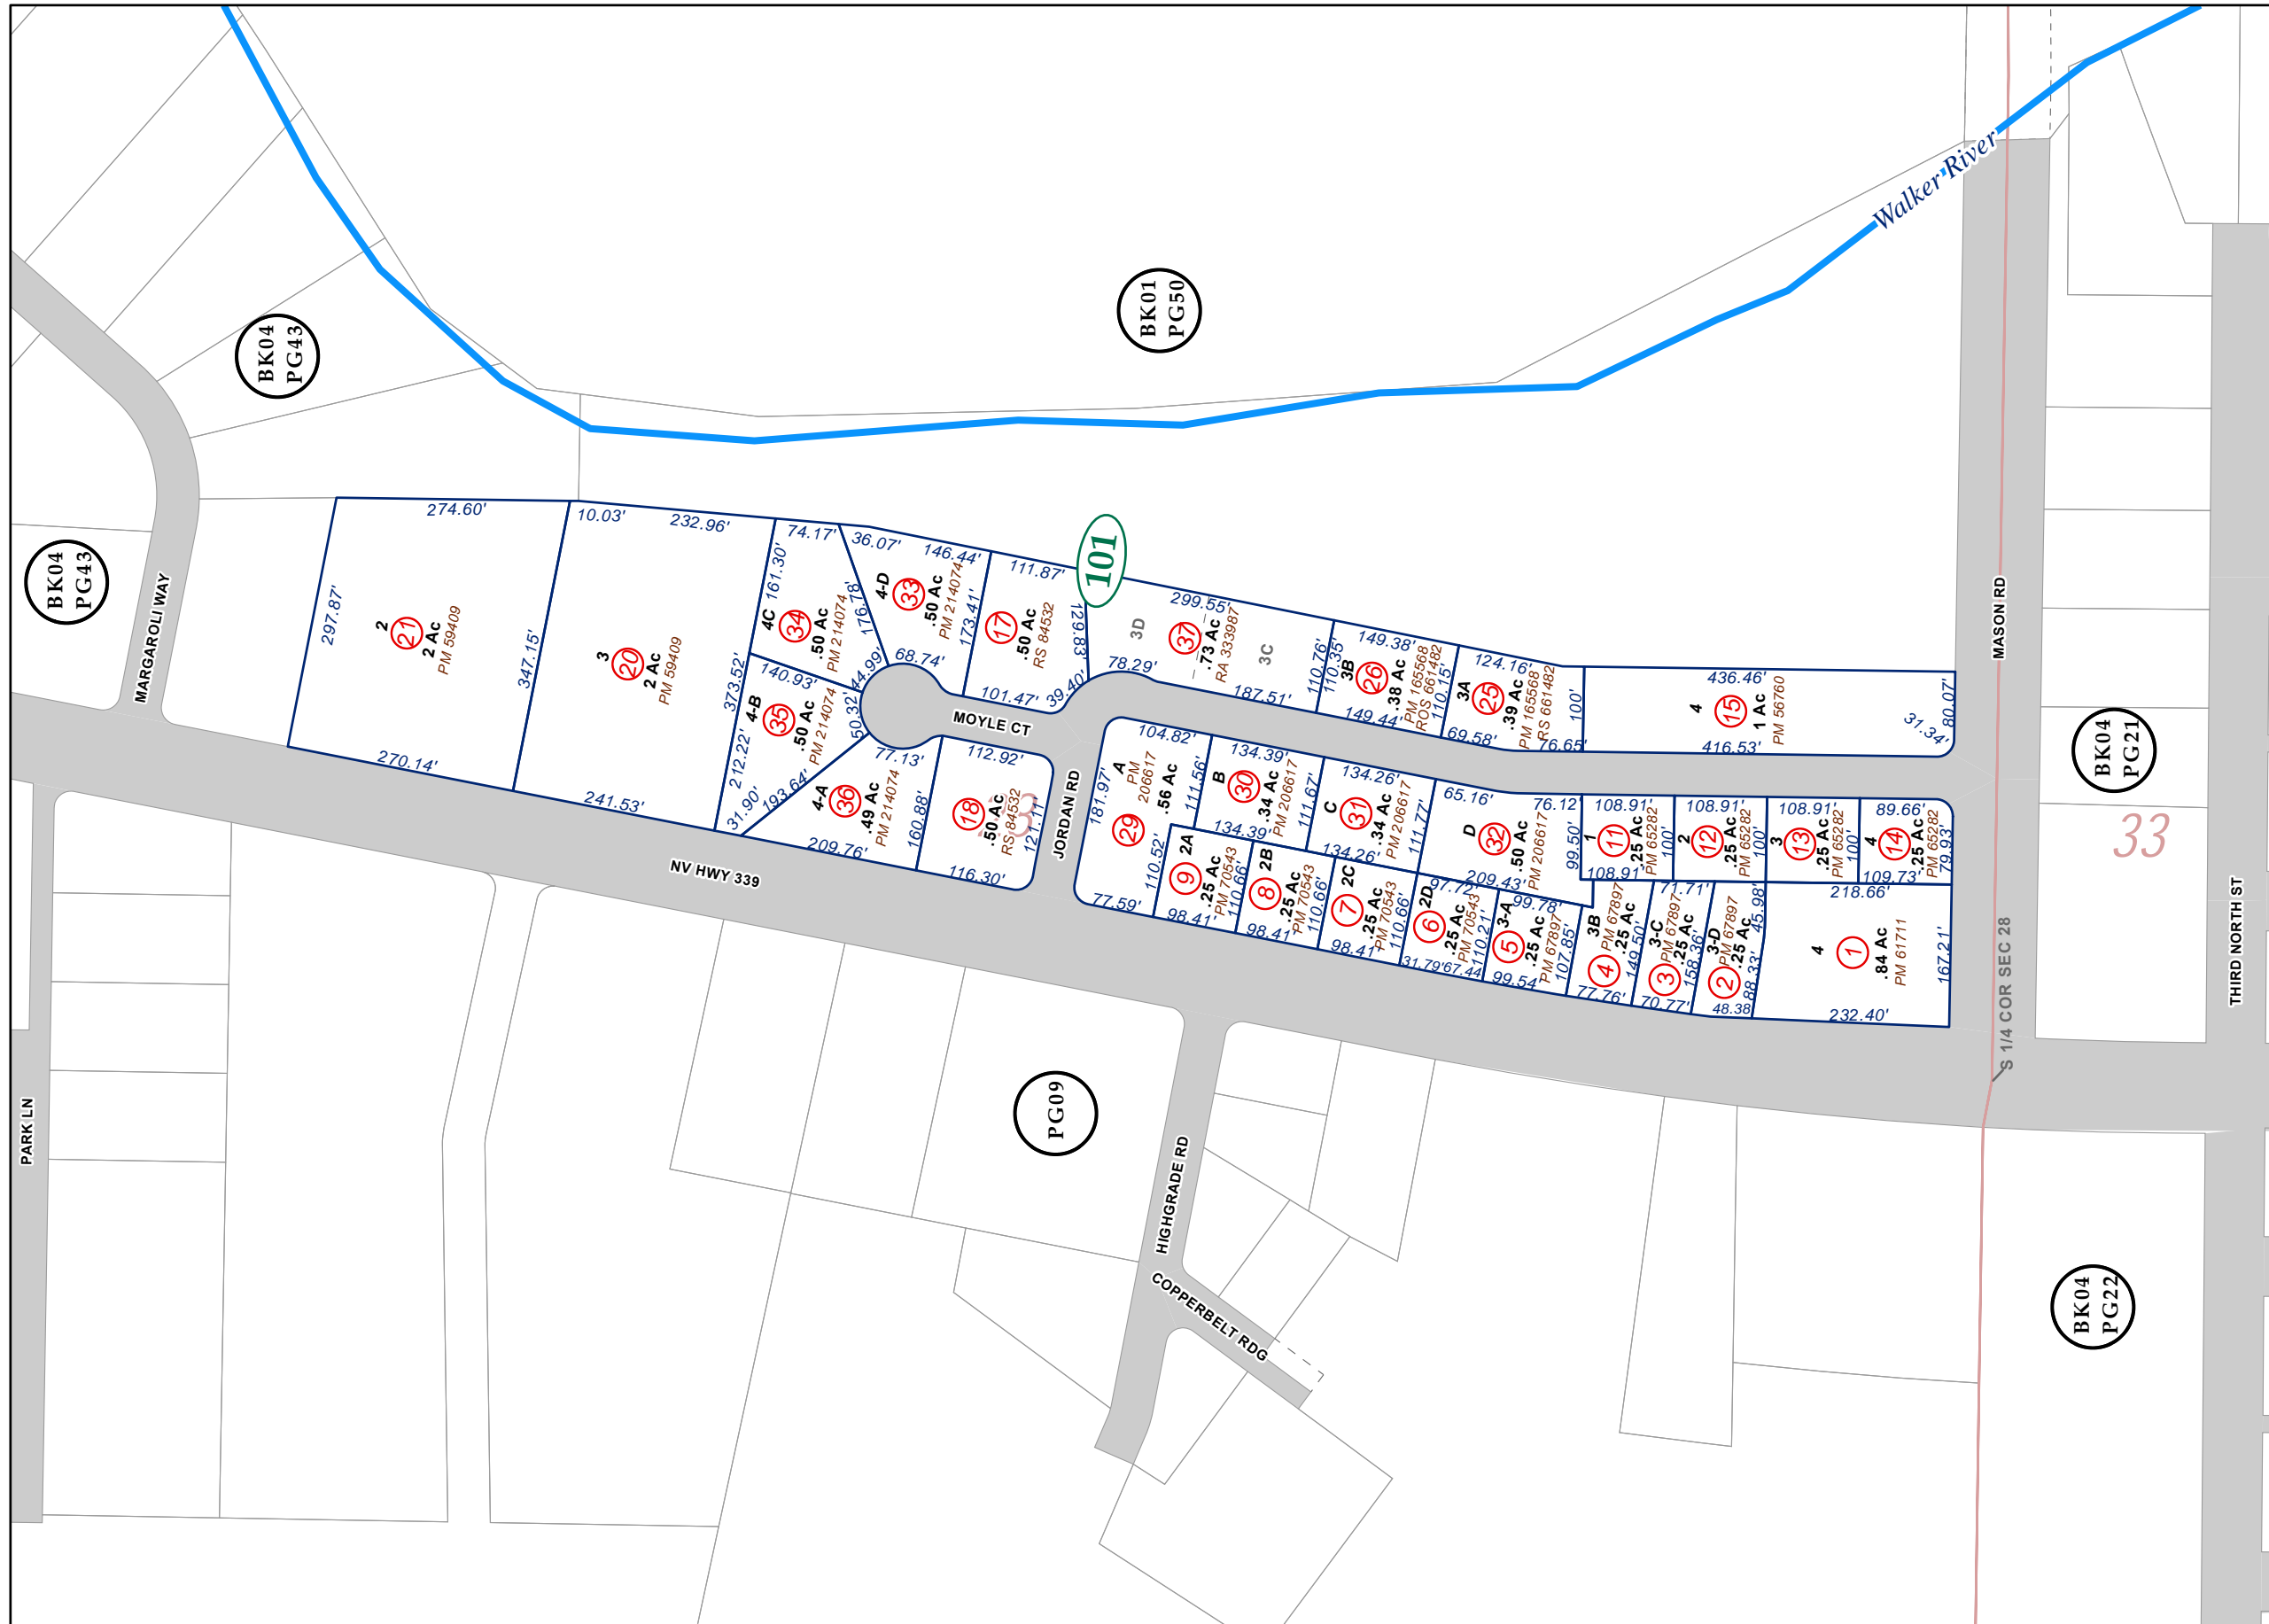 Walker River
BK01
PG50
BK04
PG43
BK04
PG43
MARGAROLI WAY
PARK LN
NV HWY 339
MOYLE CT
JORDAN RD
HIGHGRADE RD
COPPERBELT RDG
MASON RD
THIRD NORTH ST
S 1/4 COR SEC 28
33
101
BK04
PG21
BK04
PG22
PG09
274.60'
297.87'
2
21
2 Ac
PM 59409
347.15'
270.14'
10.03'
232.96'
3
20
2 Ac
PM 59409
373.52'
241.53'
74.17'
161.30'
4C
34
.50 Ac
PM 214074
176.78'
44.99'
140.93'
4-B
35
.50 Ac
PM 214074
50.32'
212.22'
31.90'
193.64'
36.07'
146.44'
4-D
33
.50 Ac
PM 214074
173.41'
68.74'
77.13'
4-A
36
.49 Ac
PM 214074
160.88'
209.76'
111.87'
17
.50 Ac
RS 84532
129.83'
101.47'
39.40'
112.92'
18
.50 Ac
RS 84532
121.11'
116.30'
299.55'
3D
37
.73 Ac
RA 333987
3C
78.29'
187.51'
110.76'
110.35'
149.38'
3B
26
.38 Ac
PM 165568
ROS 661482
110.15'
149.44'
124.16'
3A
25
.39 Ac
PM 165568
RS 661482
100'
69.58'
76.65'
436.46'
4
15
1 Ac
PM 56760
416.53'
31.34'
80.07'
104.82'
181.97'
A
PM
206617
29
.56 Ac
111.56'
110.52'
77.59'
134.39'
B
30
.34 Ac
PM 206617
111.67'
134.39'
134.26'
C
31
.34 Ac
PM 206617
111.77'
134.26'
65.16'
76.12'
D
32
.50 Ac
PM 206617
99.50'
209.43'
108.91'
1
11
.25 Ac
PM 65282
100'
108.91'
108.91'
2
12
.25 Ac
PM 65282
100'
108.91'
3
13
.25 Ac
PM 65282
100'
89.66'
4
14
.25 Ac
PM 65282
79.93'
109.73'
2A
9
.25 Ac
PM 70543
110.66'
98.41'
2B
8
.25 Ac
PM 70543
110.66'
98.41'
2C
7
.25 Ac
PM 70543
110.66'
98.41'
97.72'
2D
6
.25 Ac
PM 70543
110.21'
31.79'
67.44'
99.78'
3-A
5
.25 Ac
PM 67897
107.85'
99.54'
3B
4
PM 67897
.25 Ac
149.50'
77.76'
71.71'
3-C
3
PM 67897
.25 Ac
158.36'
70.77'
3-D
2
PM 67897
.25 Ac
45.98'
88.33'
48.38
218.66'
4
1
.84 Ac
PM 61711
167.21'
232.40'